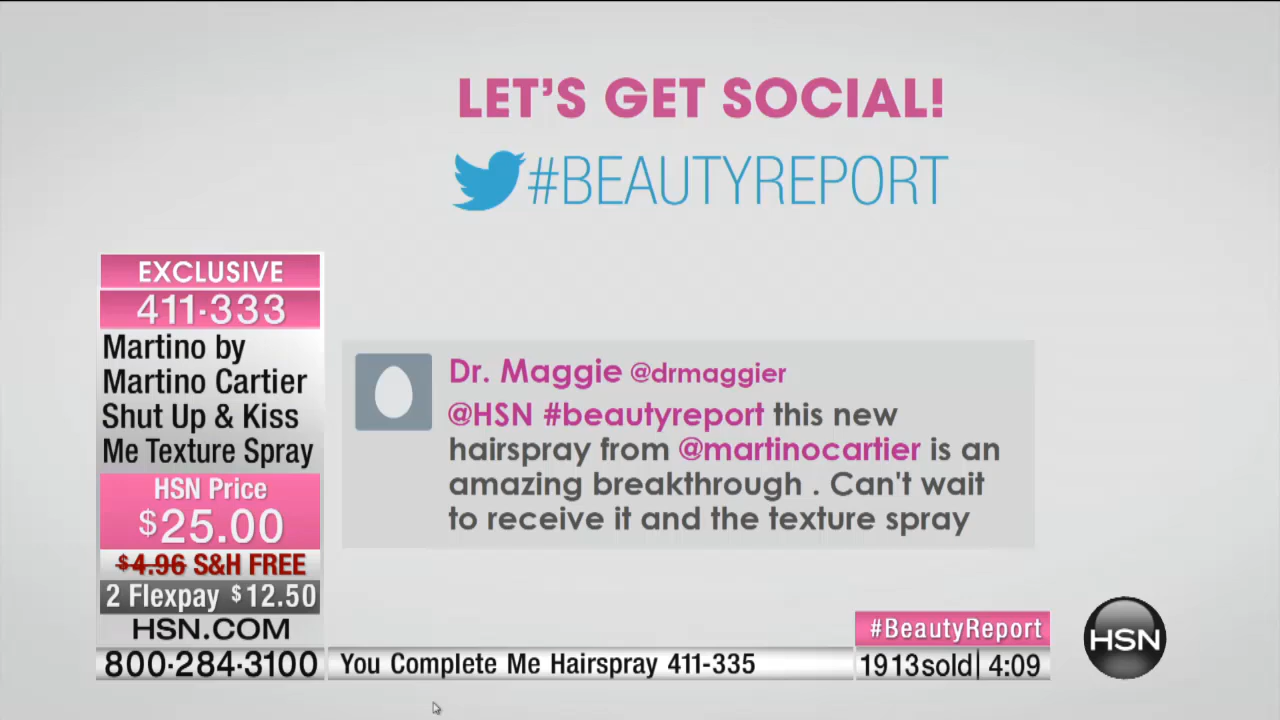 LET'S GET SOCIAL!
#BEAUTYREPORT
EXCLUSIVE
411-333
Martino by
Martino Cartier
Shut Up & Kiss
Me Texture Spray
HSN Price
$25.00
$4.96 S&H FREE
2 Flexpay $12.50
HSN.COM
800-284-3100
Dr. Maggie @drmaggier
@HSN #beautyreport this new
hairspray from @martinocartier is an
amazing breakthrough . Can't wait
to receive it and the texture spray
You Complete Me Hairspray 411-335
#BeautyReport
1913sold| 4:09
HSN